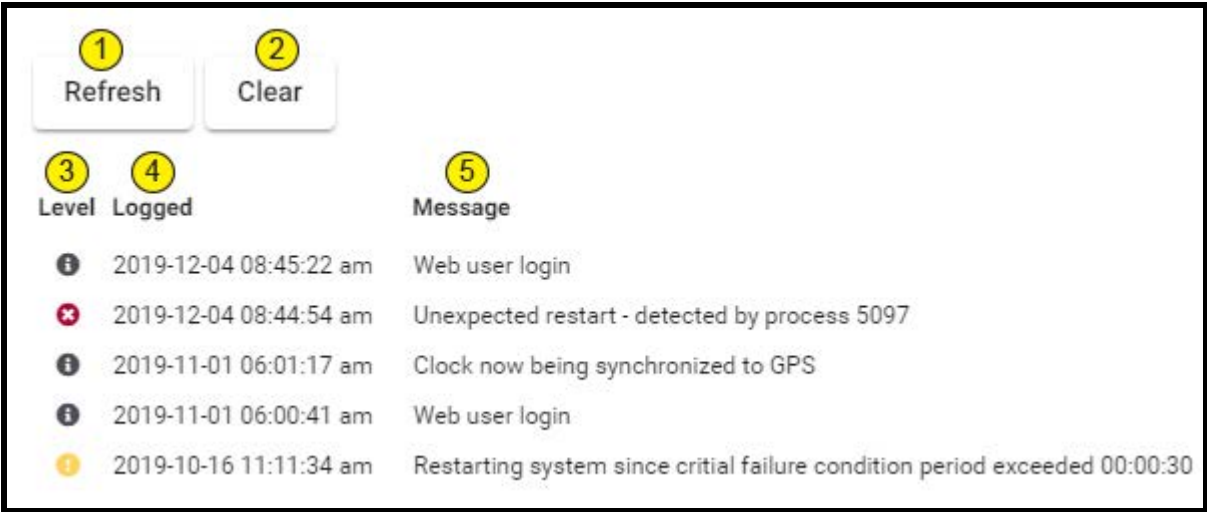 1 2
Refresh Clear
3 4 5
Level Logged Message
2019-12-04 08:45:22 am Web user login
2019-12-04 08:44:54 am Unexpected restart - detected by process 5097
2019-11-01 06:01:17 am Clock now being synchronized to GPS
2019-11-01 06:00:41 am Web user login
2019-10-16 11:11:34 am Restarting system since critial failure condition period exceeded 00:00:30